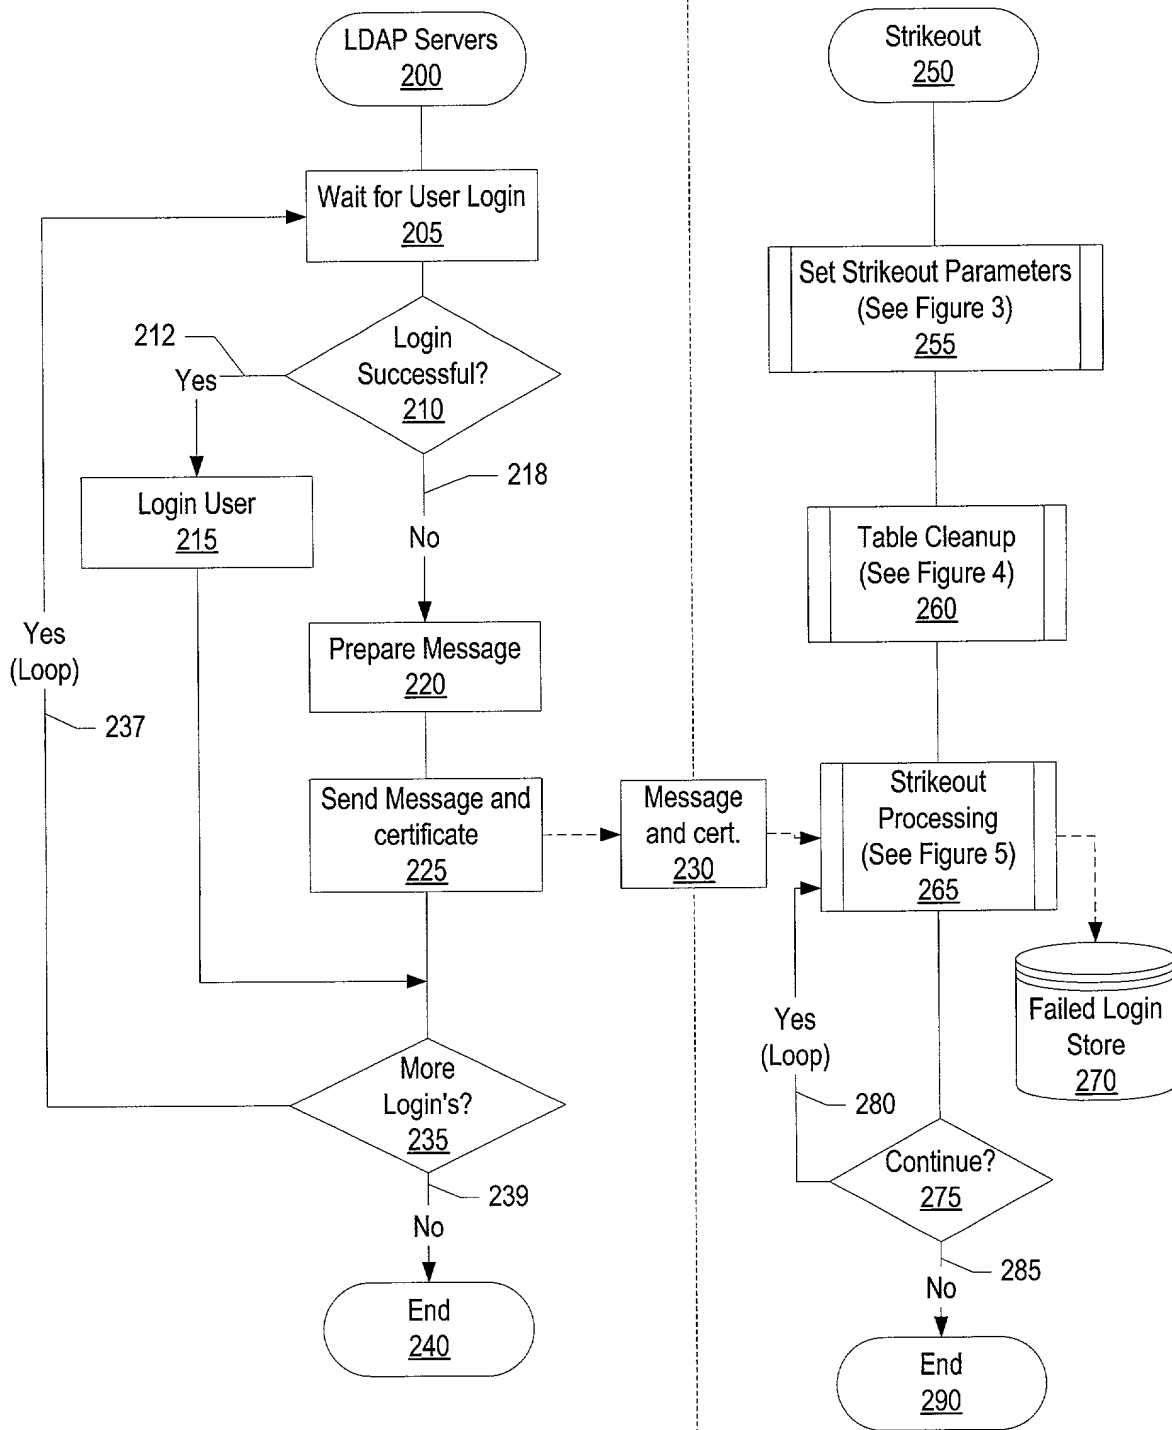 LDAP Servers
200
Wait for User Login
205
Login
Successful?
210
212
Yes
218
No
Login User
215
Prepare Message
220
Yes
(Loop)
237
Send Message and
certificate
225
Message
and cert.
230
More
Login's?
235
239
No
End
240
Strikeout
250
Set Strikeout Parameters
(See Figure 3)
255
Table Cleanup
(See Figure 4)
260
Strikeout
Processing
(See Figure 5)
265
Failed Login
Store
270
Yes
(Loop)
280
Continue?
275
285
No
End
290